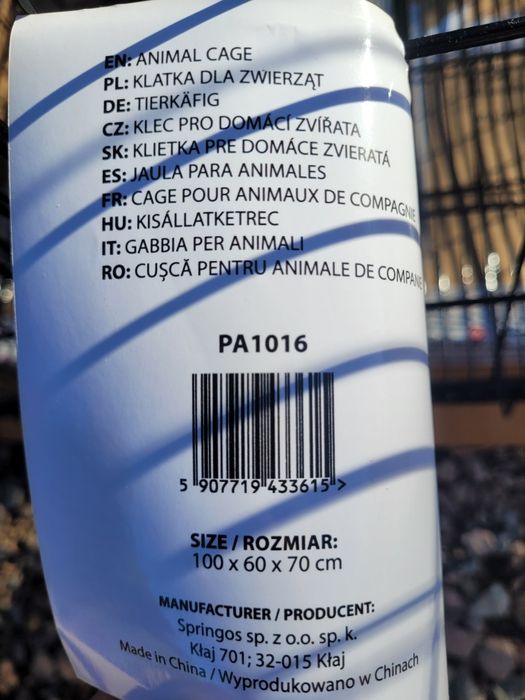 EN: ANIMAL CAGE
PL: KLATKA DLA ZWIERZĄT
DE: TIERKÄFIG
CZ: KLEC PRO DOMÁCÍ ZVÍŘATA
SK: KLIETKA PRE DOMÁCE ZVIERATÁ
ES: JAULA PARA ANIMALES
FR: CAGE POUR ANIMAUX DE COMPAGNIE
HU: KISÁLLATKETREC
IT: GABBIA PER ANIMALI
RO: CUȘCĂ PENTRU ANIMALE DE COMPANIE
PA1016
5 907719 433615 >
SIZE / ROZMIAR:
100 x 60 x 70 cm
MANUFACTURER / PRODUCENT:
Springos sp. z o.o. sp. k.
Kłaj 701; 32-015 Kłaj
Made in China / Wyprodukowano w Chinach